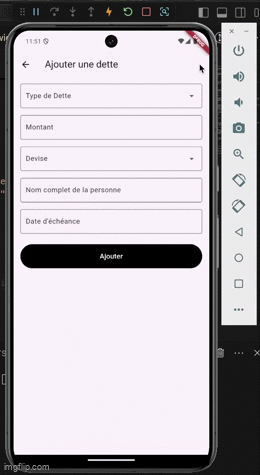 11:51
Ajouter une dette
Type de Dette
Montant
Devise
Nom complet de la personne
Date d'échéance
Ajouter
imgflip.com